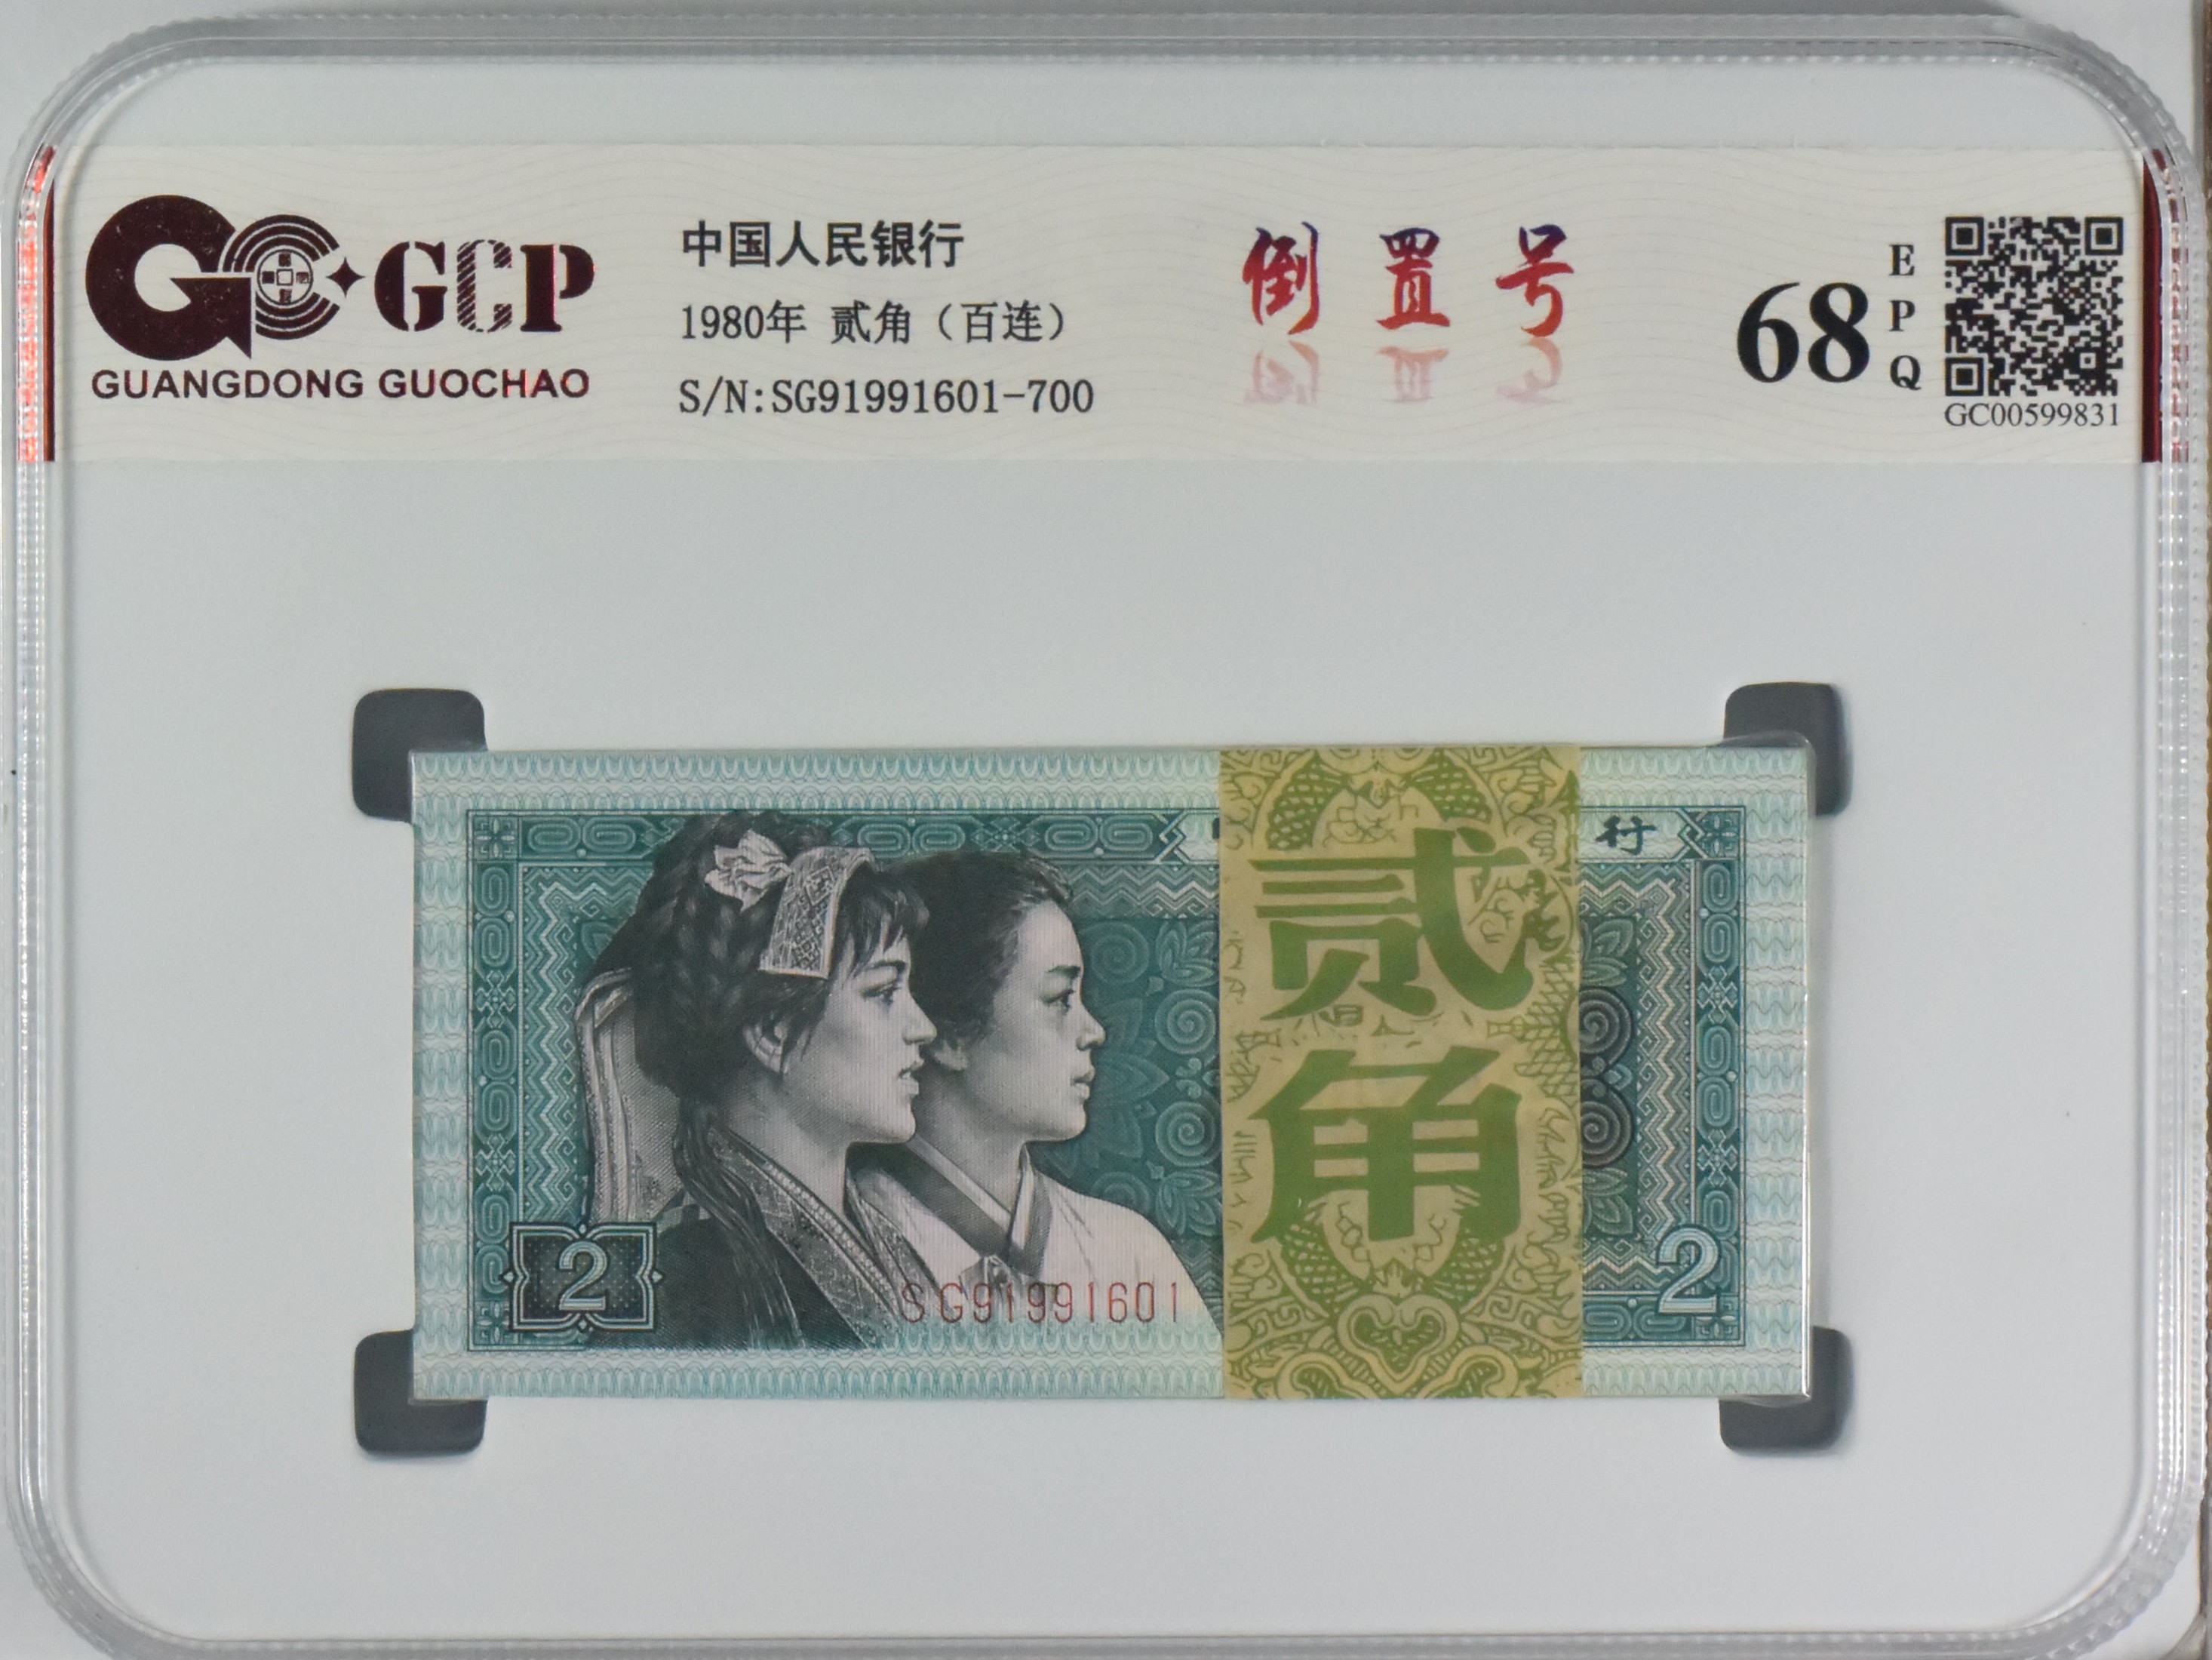 GCP
GUANGDONG GUOCHAO
中国人民银行
1980年 贰角（百连）
S/N:SG91991601-700
倒置号
68
EPQ
GC00599831
行
贰角
2
SG91991601
2